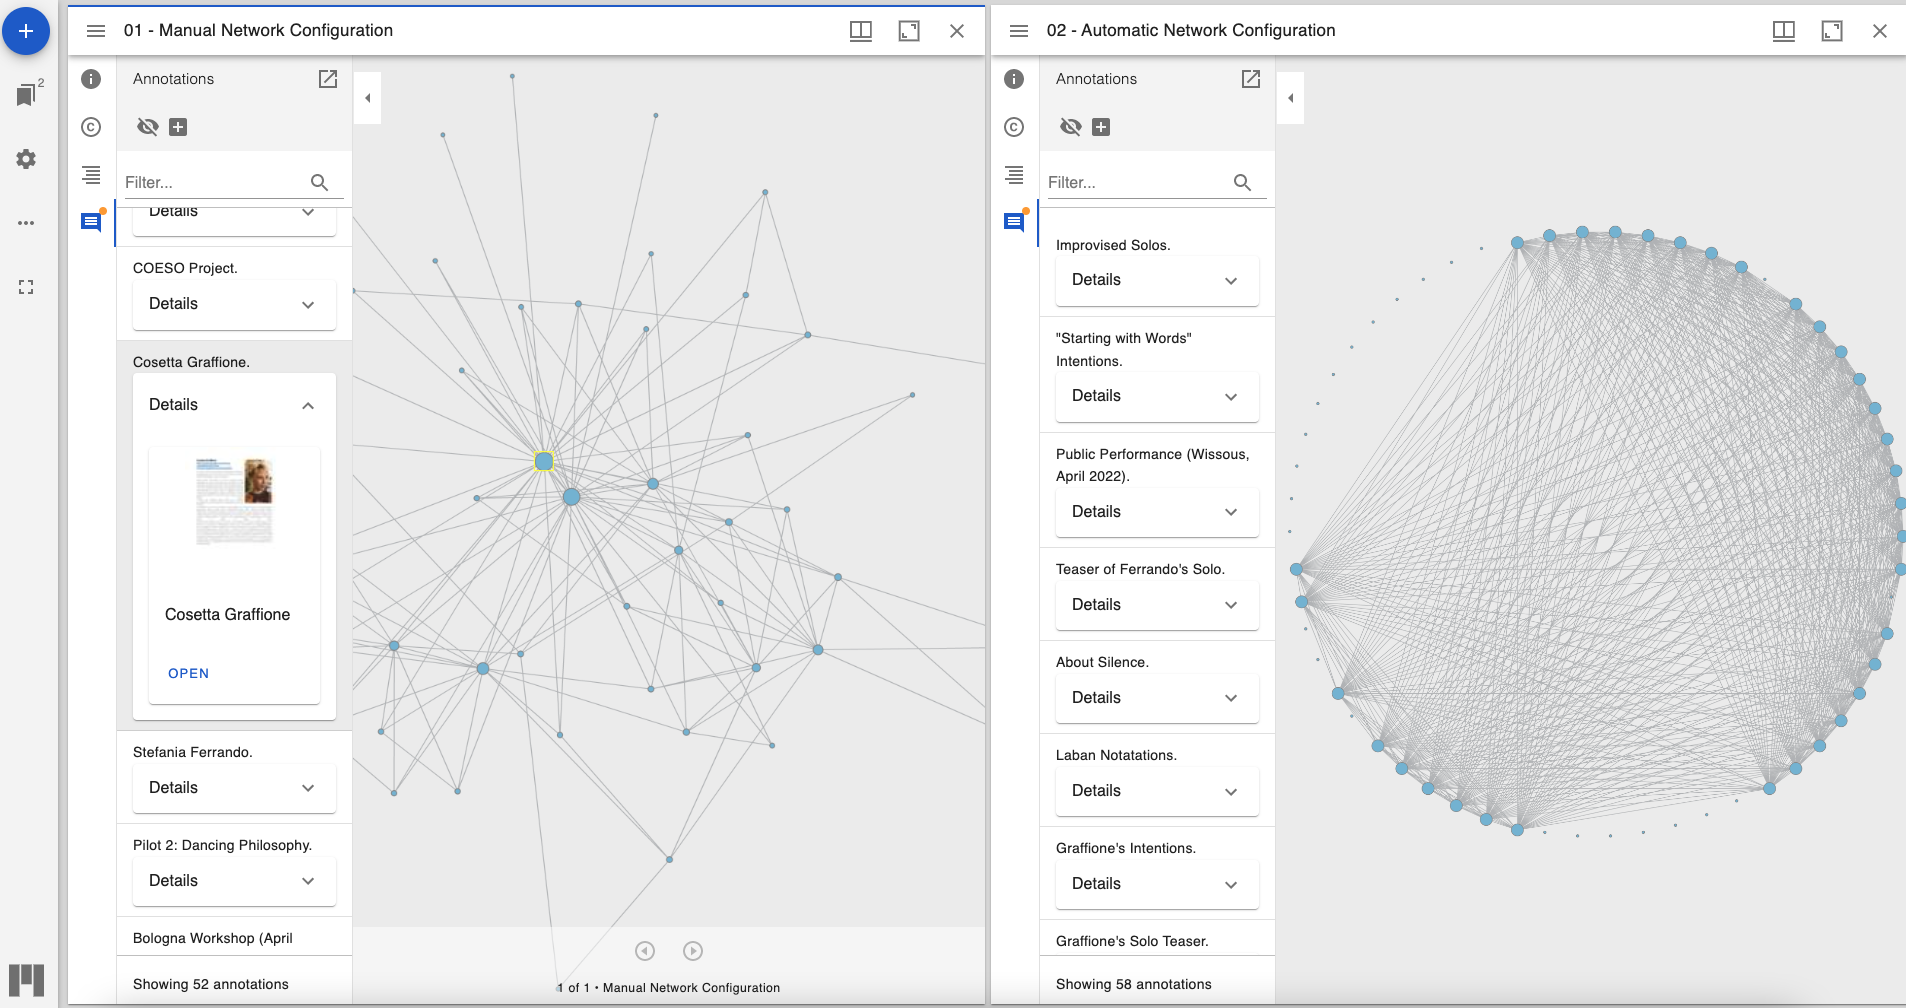 2
01 - Manual Network Configuration
Annotations
Filter...
Details
COESO Project.
Details
Cosetta Graffione.
Details
Cosetta Graffione
OPEN
Stefania Ferrando.
Details
Pilot 2: Dancing Philosophy.
Details
Bologna Workshop (April
Showing 52 annotations
1 of 1 • Manual Network Configuration
02 - Automatic Network Configuration
Annotations
Filter...
Improvised Solos.
Details
"Starting with Words"
Intentions.
Details
Public Performance (Wissous,
April 2022).
Details
Teaser of Ferrando's Solo.
Details
About Silence.
Details
Laban Notatations.
Details
Graffione's Intentions.
Details
Graffione's Solo Teaser.
Showing 58 annotations